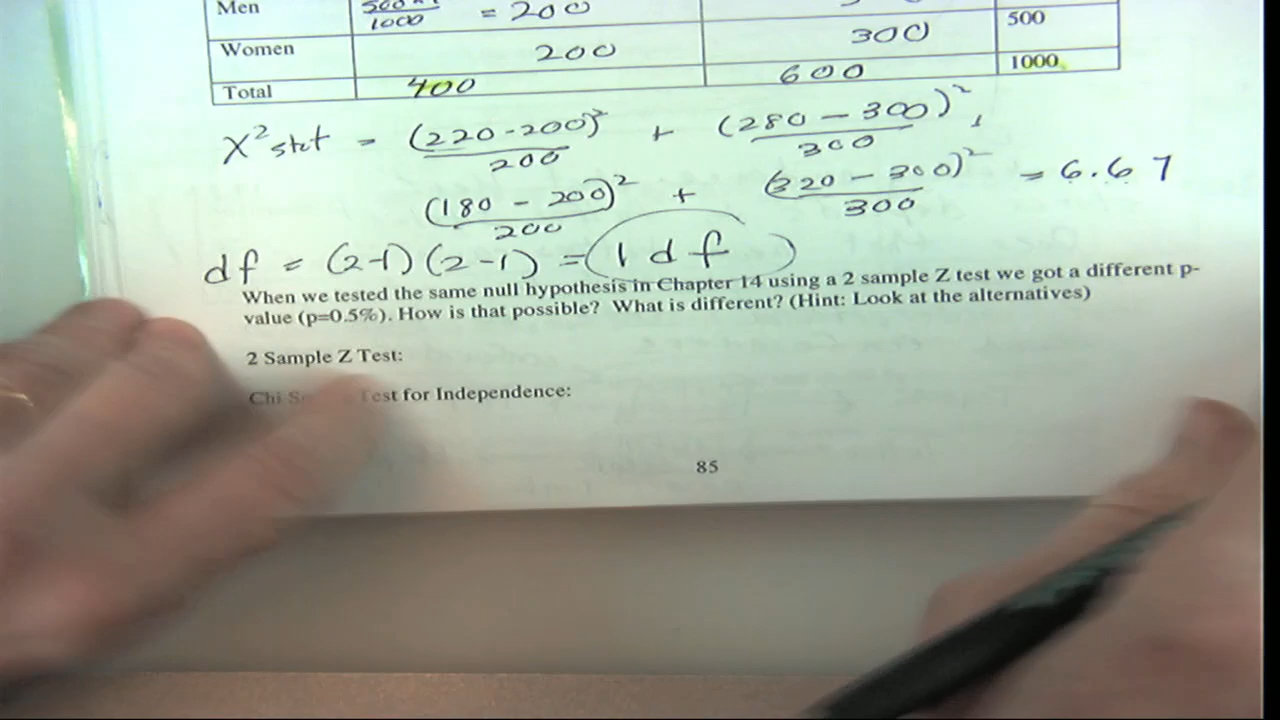 Men = 200
1000
Women 200 300 500
Total 400 600 1000
X² stat = (220-200)² + (280-300)²
200 300
(180-200)² + (320-300)² = 6.67
200 300
df = (2-1)(2-1) = 1 df
When we tested the same null hypothesis in Chapter 14 using a 2 sample Z test we got a different p-
value (p=0.5%). How is that possible? What is different? (Hint: Look at the alternatives)
2 Sample Z Test:
Chi Test for Independence:
85